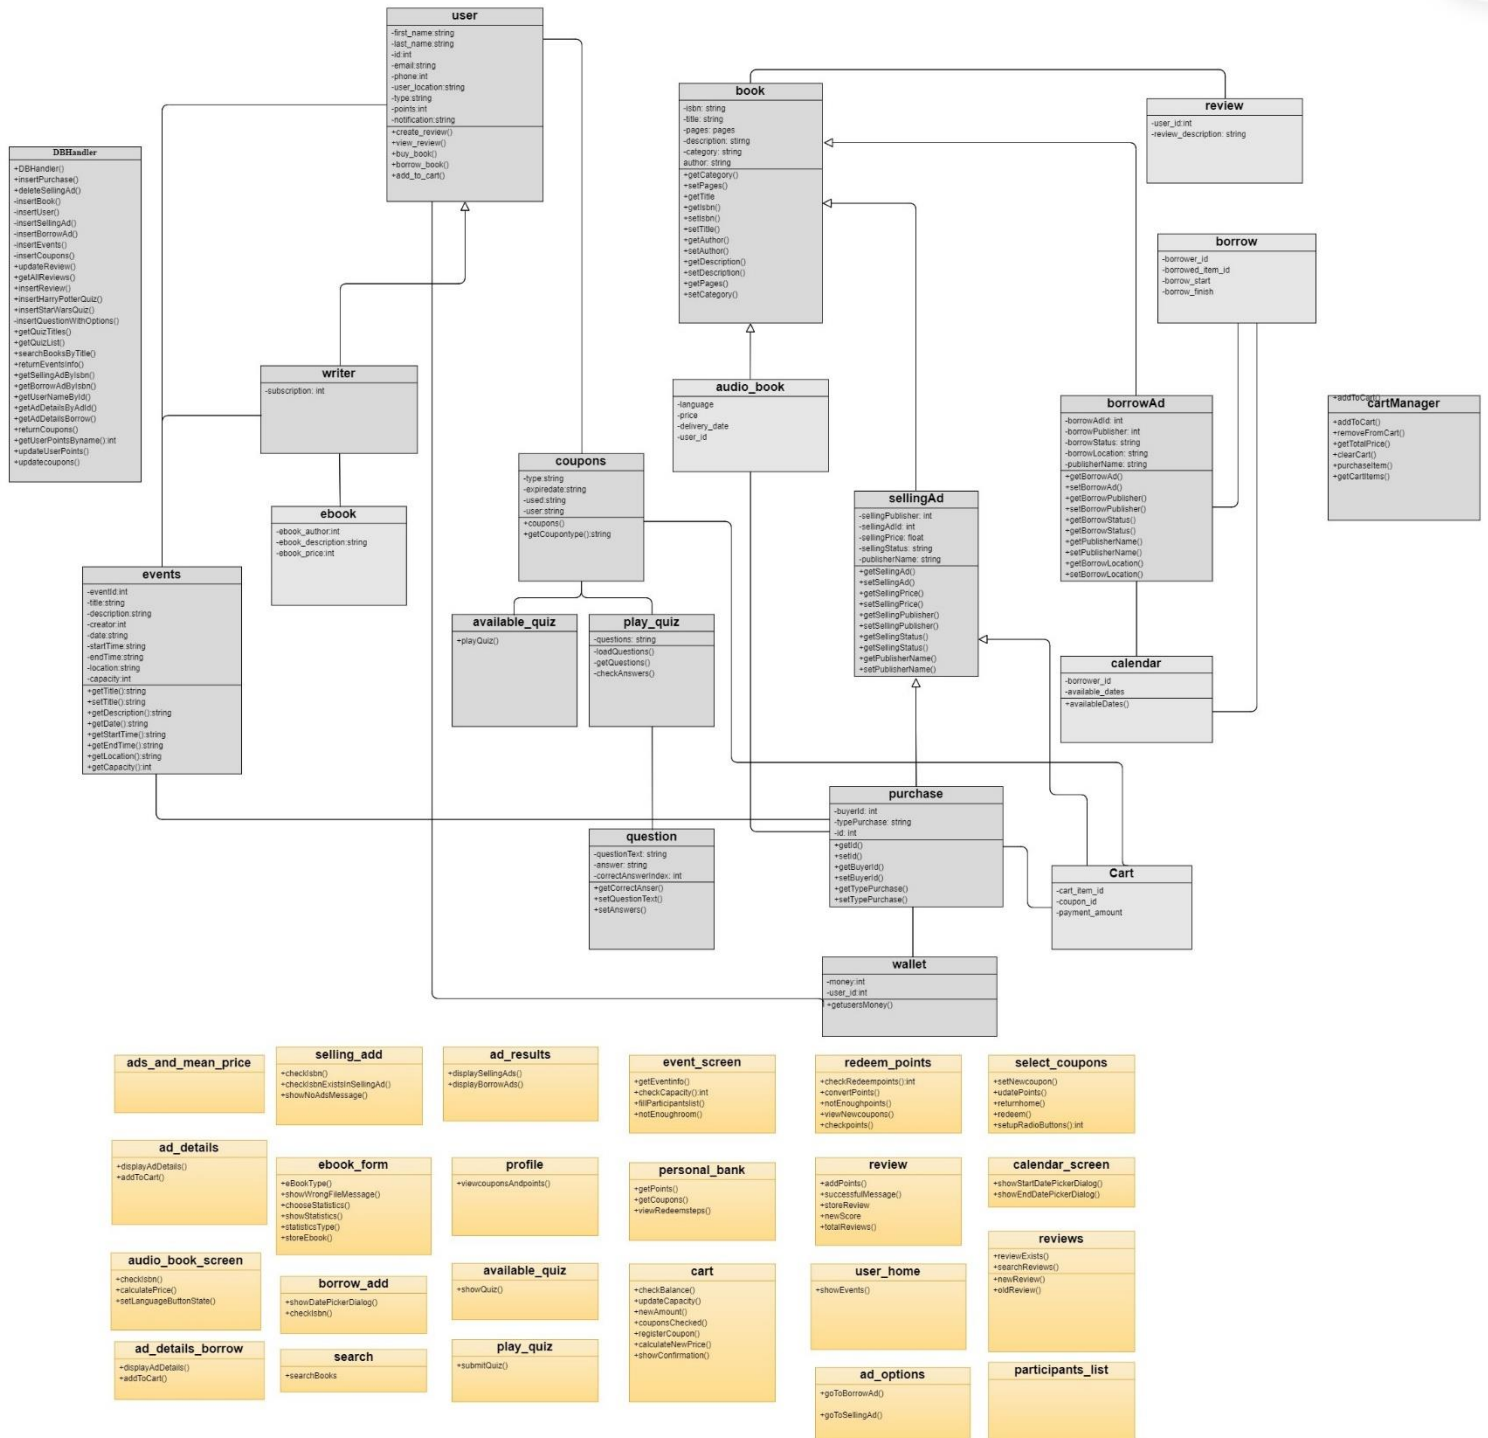 user
-first_name:string
-last_name:string
-id:int
-email:string
-phone:int
-user_location:string
-type:string
-points:int
-notification:string
+create_review()
+view_review()
+buy_book()
+borrow_book()
+add_to_cart()
book
-isbn: string
-title: string
-pages: pages
-description: stirng
-category: string
author: string
+getCategory()
+setPages()
+getTitle
+getIsbn()
+setIsbn()
+setTitle()
+getAuthor()
+setAuthor()
+getDescription()
+setDescription()
+getPages()
+setCategory()
review
-user_id:int
-review_description: string
DBHandler
+DBHandler()
+insertPurchase()
+deleteSellingAd()
-insertBook()
-insertUser()
-insertSellingAd()
-insertBorrowAd()
-insertEvents()
-insertCoupons()
+updateReview()
+getAllReviews()
+insertReview()
+insertHarryPotterQuiz()
+insertStarWarsQuiz()
-insertQuestionWithOptions()
+getQuizTitles()
+getQuizList()
+searchBooksByTitle()
+returnEventsInfo()
+getSellingAdByIsbn()
+getBorrowAdByIsbn()
+getUserNameById()
+getAdDetailsByAdId()
+getAdDetailsBorrow()
+returnCoupons()
+getUserPointsByname():int
+updateUserPoints()
+updatecoupons()
borrow
-borrower_id
-borrowed_item_id
-borrow_start
-borrow_finish
writer
-subscription: int
audio_book
-language
-price
-delivery_date
-user_id
borrowAd
-borrowAdId: int
-borrowPublisher: int
-borrowStatus: string
-borrowLocation: string
-publisherName: string
+getBorrowAd()
+setBorrowAd()
+getBorrowPublisher()
+setBorrowPublisher()
+getBorrowStatus()
+getBorrowStatus()
+getPublisherName()
+setPublisherName()
+getBorrowLocation()
+setBorrowLocation()
+addToCart()
cartManager
+addToCart()
+removeFromCart()
+getTotalPrice()
+clearCart()
+purchaseItem()
+getCartItems()
coupons
-type:string
-expiredate:string
-used:string
-user:string
+coupons()
+getCoupontype():string
sellingAd
-sellingPublisher: int
-sellingAdId: int
-sellingPrice: float
-sellingStatus: string
-publisherName: string
+getSellingAd()
+setSellingAd()
+getSellingPrice()
+setSellingPrice()
+getSellingPublisher()
+setSellingPublisher()
+getSellingStatus()
+getSellingStatus()
+getPublisherName()
+setPublisherName()
ebook
-ebook_author:int
-ebook_description:string
-ebook_price:int
events
-eventId:int
-title:string
-description:string
-creator:int
-date:string
-startTime:string
-endTime:string
-location:string
-capacity:int
+getTitle():string
+setTitle():string
+getDescription():string
+getDate():string
+getStartTime():string
+getEndTime():string
+getLocation():string
+getCapacity():int
available_quiz
+playQuiz()
play_quiz
-questions: string
-loadQuestions()
-getQuestions()
-checkAnswers()
calendar
-borrower_id
-available_dates
+availableDates()
purchase
-buyerId: int
-typePurchase: string
-id: int
+getId()
+setId()
+getBuyerId()
+setBuyerId()
+getTypePurchase()
+setTypePurchase()
question
-questionText: string
-answer: string
-correctAnswerIndex: int
+getCorrectAnser()
+setQuestionText()
+setAnswers()
Cart
-cart_item_id
-coupon_id
-payment_amount
wallet
-money:int
-user_id:int
+getusersMoney()
ads_and_mean_price
selling_add
+checkIsbn()
+checkIsbnExistsInSellingAd()
+showNoAdsMessage()
ad_results
+displaySellingAds()
+displayBorrowAds()
event_screen
+getEventinfo()
+checkCapacity():int
+fillParticipantslist()
+notEnoughroom()
redeem_points
+checkRedeempoints():int
+convertPoints()
+notEnoughpoints()
+viewNewcoupons()
+checkpoints()
select_coupons
+setNewcoupon()
+udatePoints()
+returnhome()
+redeem()
+setupRadioButtons():int
ad_details
+displayAdDetails()
+addToCart()
ebook_form
+eBookType()
+showWrongFileMessage()
+chooseStatistics()
+showStatistics()
+statisticsType()
+storeEbook()
profile
+viewcouponsAndpoints()
personal_bank
+getPoints()
+getCoupons()
+viewRedeemsteps()
review
+addPoints()
+successfulMessage()
+storeReview
+newScore
+totalReviews()
calendar_screen
+showStartDatePickerDialog()
+showEndDatePickerDialog()
audio_book_screen
+checkIsbn()
+calculatePrice()
+setLanguageButtonState()
borrow_add
+showDatePickerDialog()
+checkIsbn()
available_quiz
+showQuiz()
cart
+checkBalance()
+updateCapacity()
+newAmount()
+couponsChecked()
+registerCoupon()
+calculateNewPrice()
+showConfirmation()
user_home
+showEvents()
reviews
+reviewExists()
+searchReviews()
+newReview()
+oldReview()
ad_details_borrow
+displayAdDetails()
+addToCart()
search
+searchBooks
play_quiz
+submitQuiz()
ad_options
+goToBorrowAd()
+goToSellingAd()
participants_list